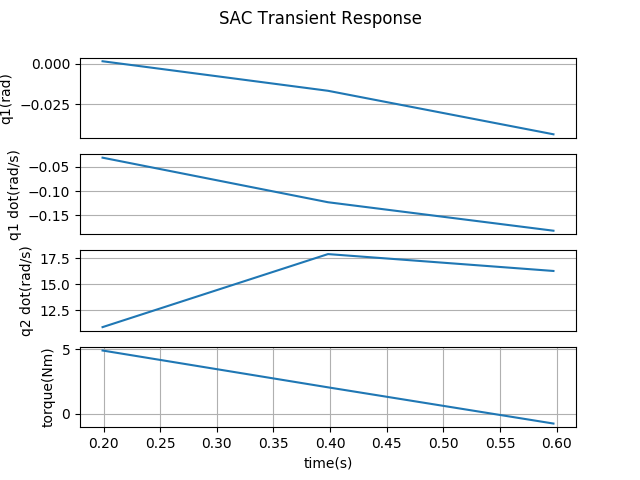 SAC Transient Response
q1(rad)
0.000
−0.025
q1 dot(rad/s)
−0.05
−0.10
−0.15
q2 dot(rad/s)
17.5
15.0
12.5
torque(Nm)
5
0
0.20 0.25 0.30 0.35 0.40 0.45 0.50 0.55 0.60
time(s)